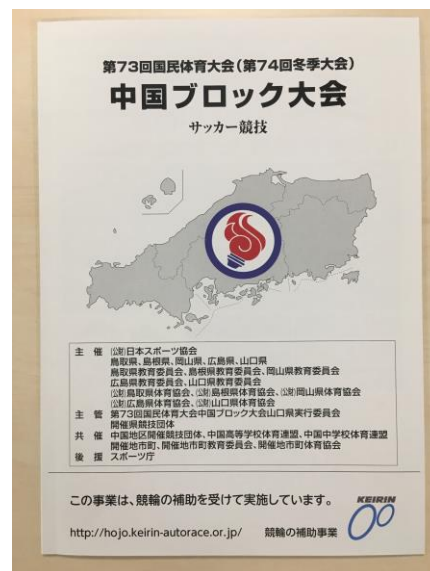 第73回国民体育大会(第74回冬季大会)
中国ブロック大会
サッカー競技
主 催 (公財)日本スポーツ協会
鳥取県、島根県、岡山県、広島県、山口県
鳥取県教育委員会、島根県教育委員会、岡山県教育委員会
広島県教育委員会、山口県教育委員会
(公財)鳥取県体育協会、(公財)島根県体育協会、(公財)岡山県体育協会
(公財)広島県体育協会、(公財)山口県体育協会
主 管 第73回国民体育大会中国ブロック大会山口県実行委員会
開催県競技団体
共 催 中国地区開催競技団体、中国高等学校体育連盟、中国中学校体育連盟
開催地市町、開催地市町教育委員会、開催地市町体育協会
後 援 スポーツ庁
この事業は、競輪の補助を受けて実施しています。
KEIRIN
http://hojo.keirin-autorace.or.jp/ 競輪の補助事業